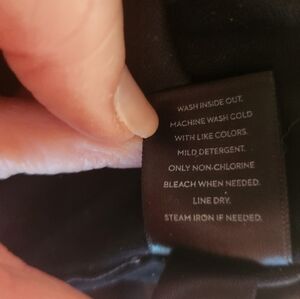 WASH INSIDE OUT.
MACHINE WASH COLD
WITH LIKE COLORS.
MILD DETERGENT.
ONLY NON-CHLORINE
BLEACH WHEN NEEDED.
LINE DRY.
STEAM IRON IF NEEDED.